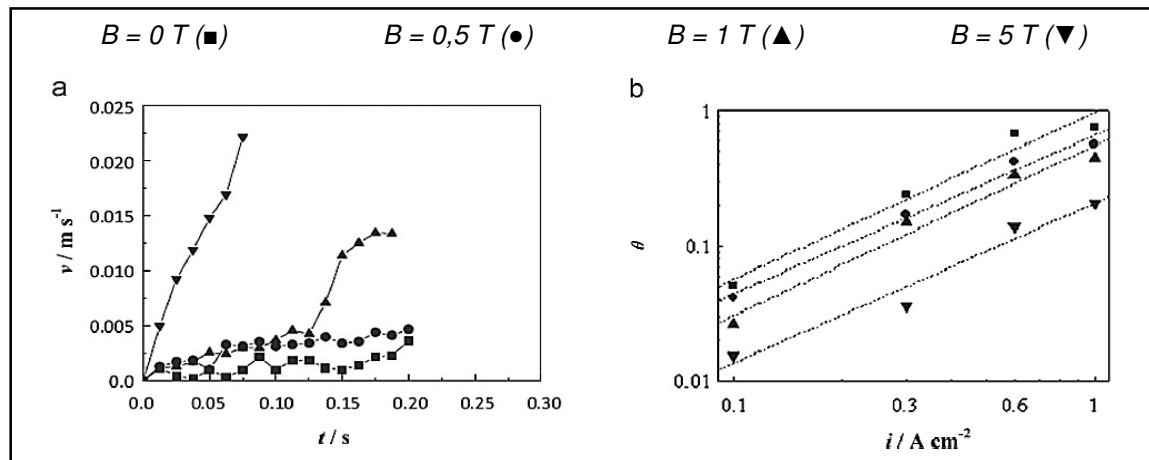 B = 0 T (■) B = 0,5 T (●) B = 1 T (▲) B = 5 T (▼)
a
0.025
0.020
0.015
0.010
0.005
0.0
v / m s⁻¹
0.0 0.05 0.10 0.15 0.20 0.30
t / s
b
1
0.1
0.01
θ
0.1 0.3 0.6 1
i / A cm⁻²